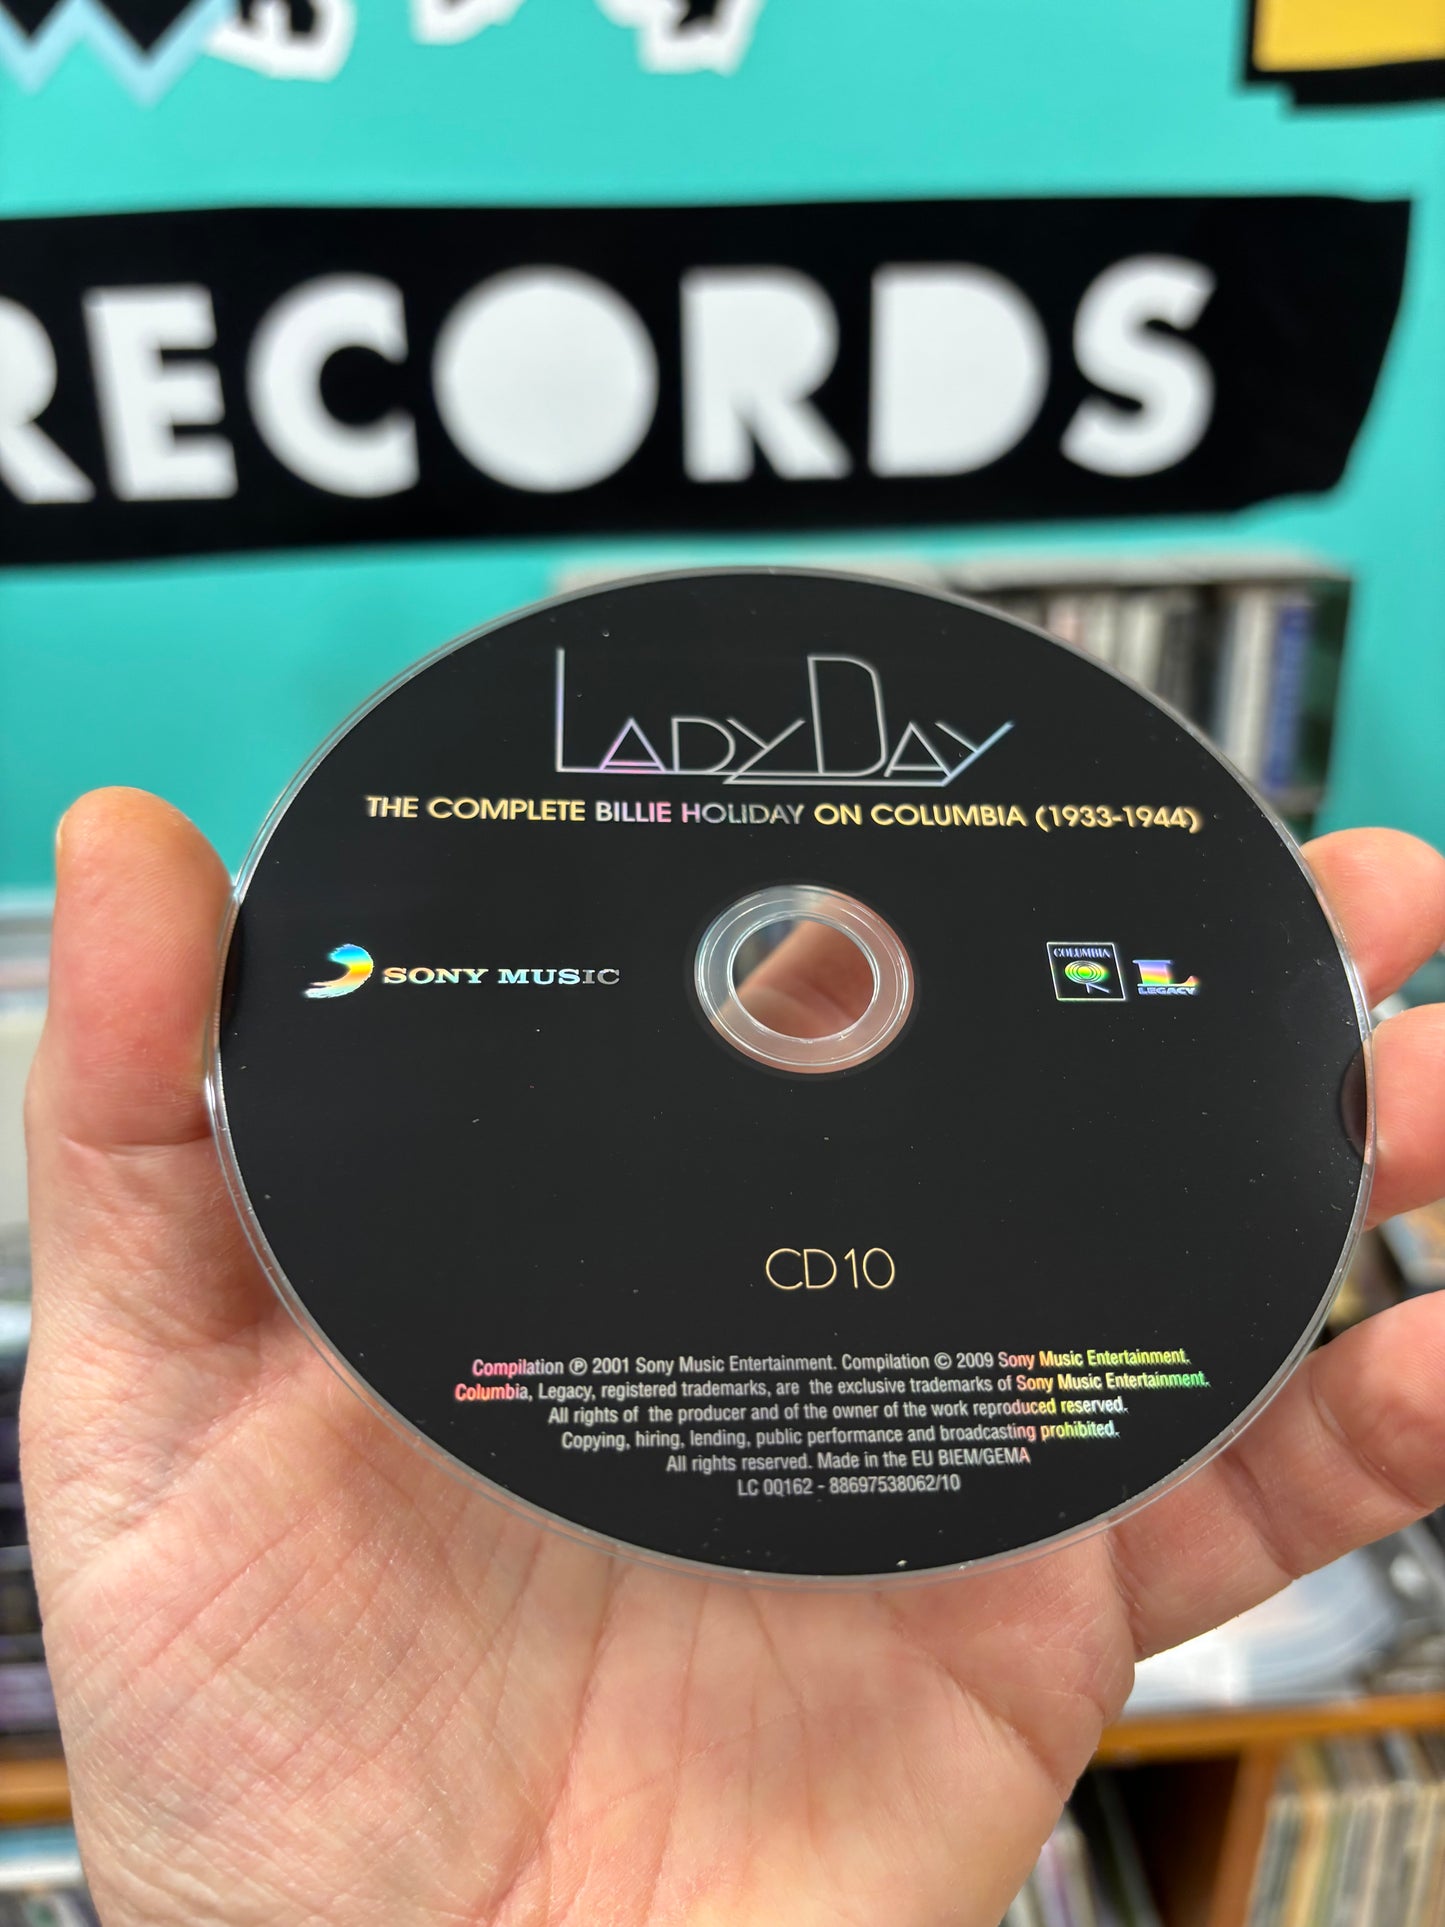 RECORDS
LADY DAY
THE COMPLETE BILLIE HOLIDAY ON COLUMBIA (1933-1944)
SONY MUSIC
COLUMBIA
LEGACY
CD 10
Compilation ℗ 2001 Sony Music Entertainment. Compilation © 2009 Sony Music Entertainment.
Columbia, Legacy, registered trademarks, are the exclusive trademarks of Sony Music Entertainment.
All rights of the producer and of the owner of the work reproduced reserved.
Copying, hiring, lending, public performance and broadcasting prohibited.
All rights reserved. Made in the EU BIEM/GEMA
LC 00162 - 88697538062/10